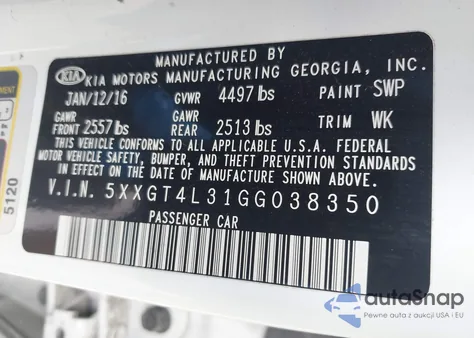 MANUFACTURED BY
KIA KIA MOTORS MANUFACTURING GEORGIA, INC.
JAN/12/16 GVWR 4497 lbs PAINT SWP
GAWR FRONT 2557 lbs GAWR REAR 2513 lbs TRIM WK
THIS VEHICLE CONFORMS TO ALL APPLICABLE U.S.A. FEDERAL
MOTOR VEHICLE SAFETY, BUMPER, AND THEFT PREVENTION STANDARDS
IN EFFECT ON THE DATE OF MANUFACTURE SHOWN ABOVE.
V.I.N. 5XXGT4L31GG038350
PASSENGER CAR
5120
autaSnap
Pewne auta z aukcji USA i EU